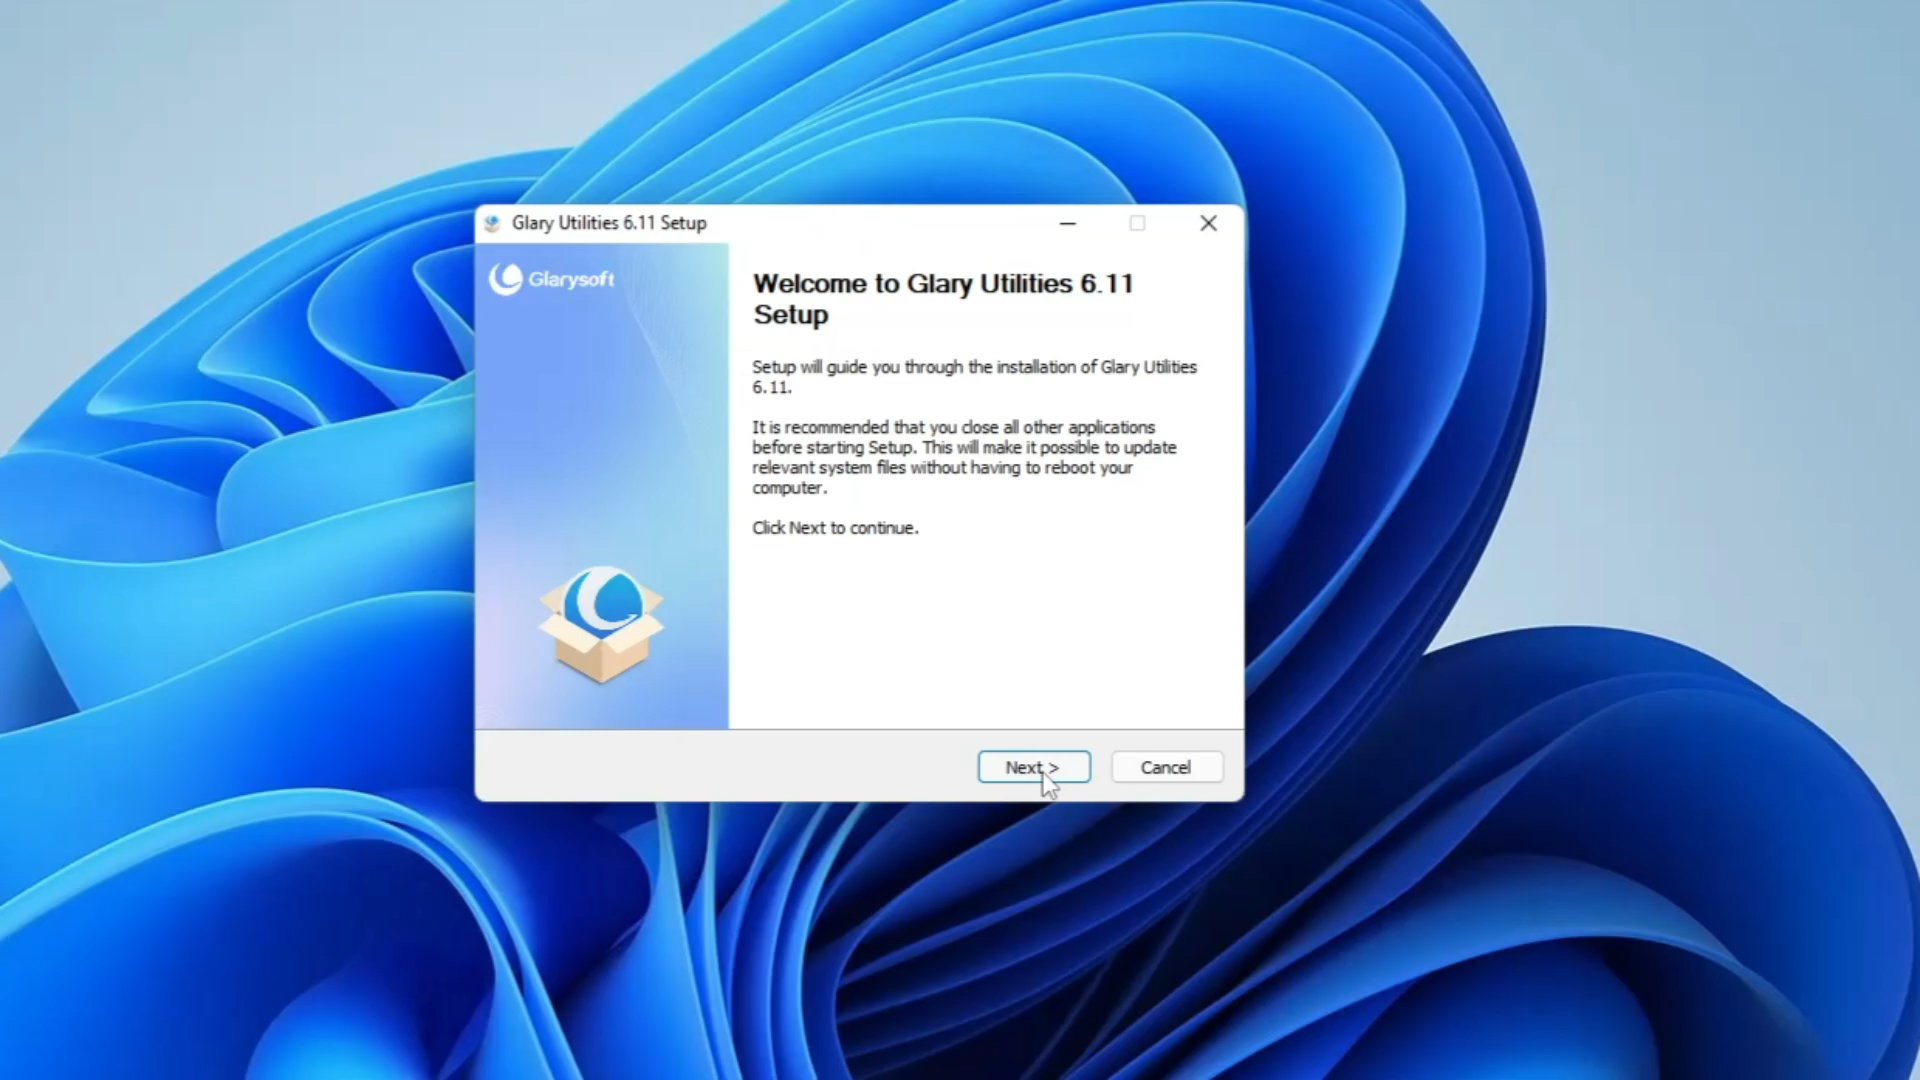 Glary Utilities 6.11 Setup
Glarysoft
Welcome to Glary Utilities 6.11
Setup
Setup will guide you through the installation of Glary Utilities
6.11.
It is recommended that you close all other applications
before starting Setup. This will make it possible to update
relevant system files without having to reboot your
computer.
Click Next to continue.
Next >
Cancel